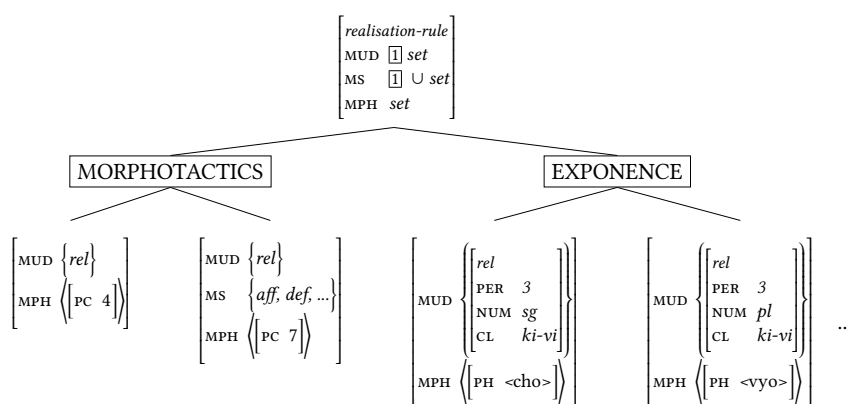 realisation-rule
MUD 1 set
MS 1 ∪ set
MPH set
MORPHOTACTICS EXPONENCE
MUD {rel}
MPH ⟨[PC 4]⟩
MUD {rel}
MS {aff, def, ...}
MPH ⟨[PC 7]⟩
rel
PER 3
MUD NUM sg
CL ki-vi
MPH ⟨[PH <cho>]⟩
rel
PER 3
MUD NUM pl
CL ki-vi
MPH ⟨[PH <vyo>]⟩
..